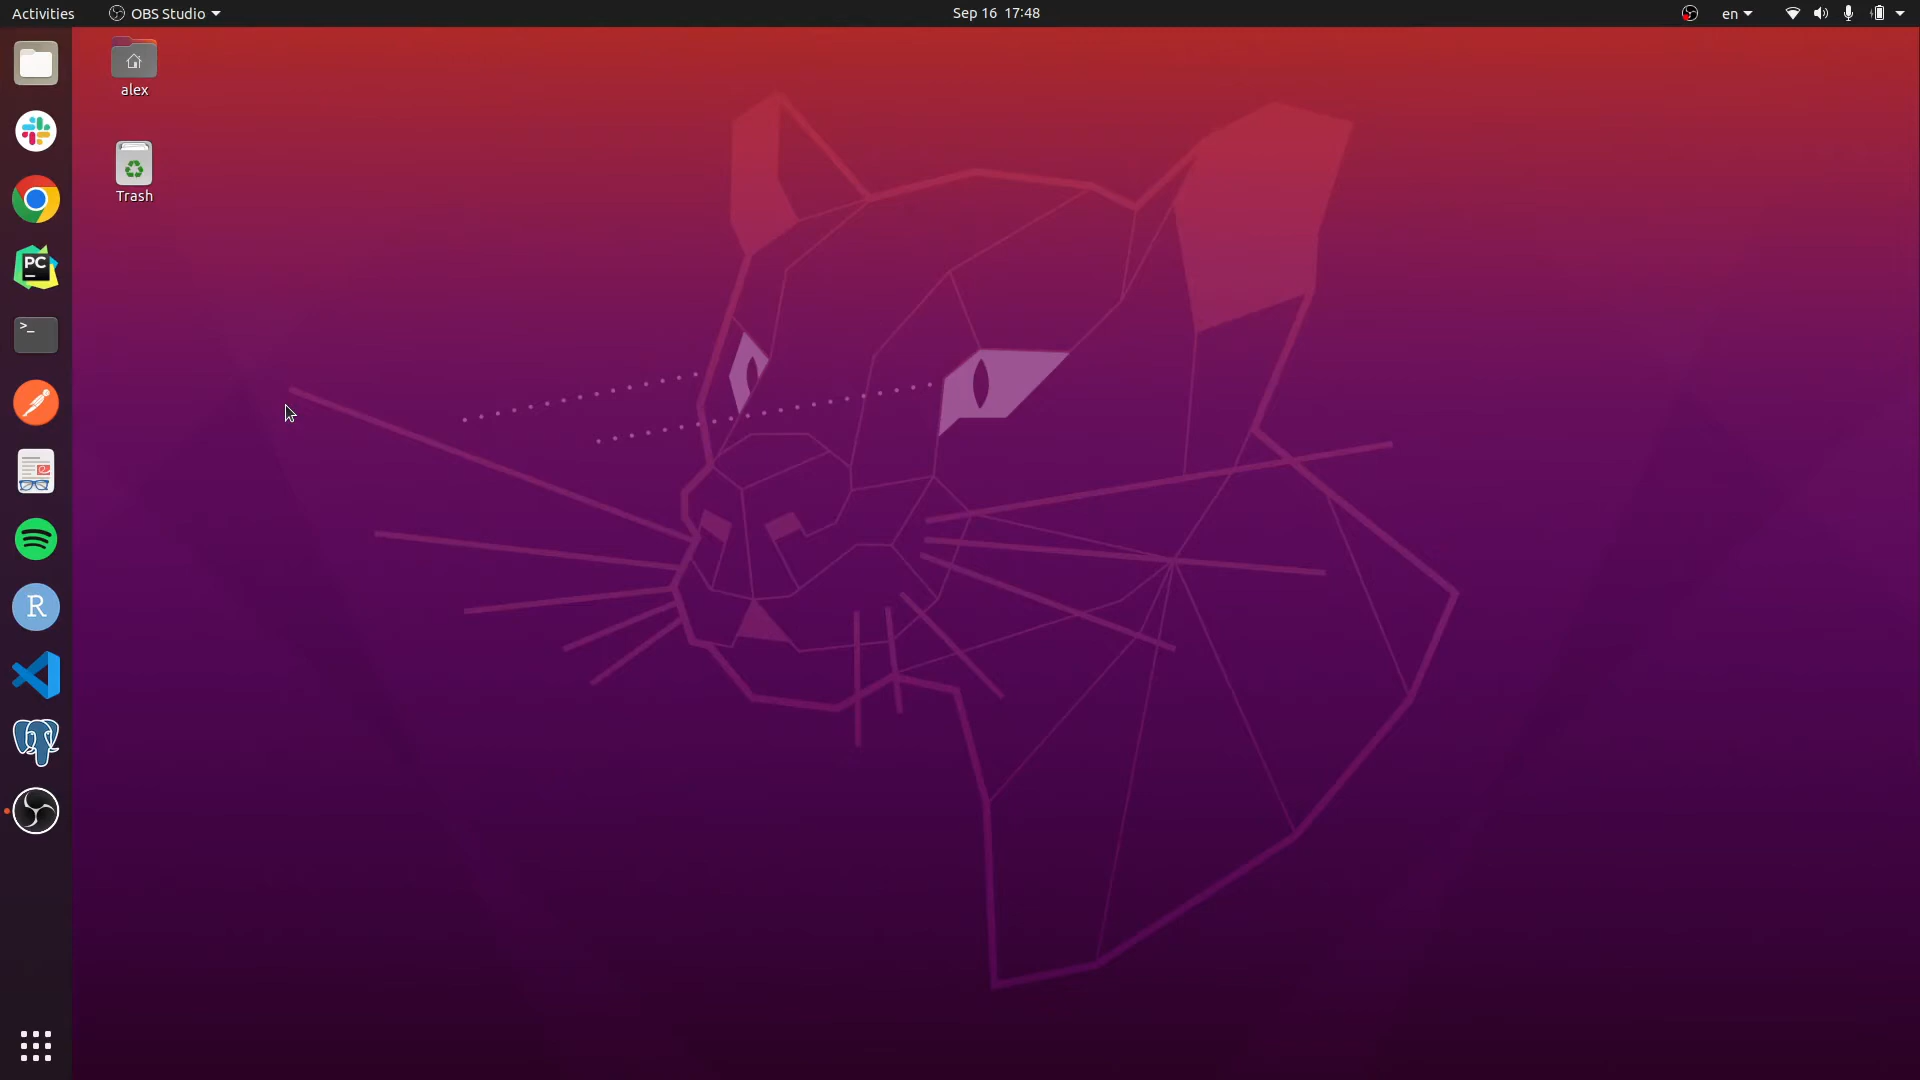 Activities
OBS Studio
Sep 16 17:48
en
alex
Trash
PC
>_
R